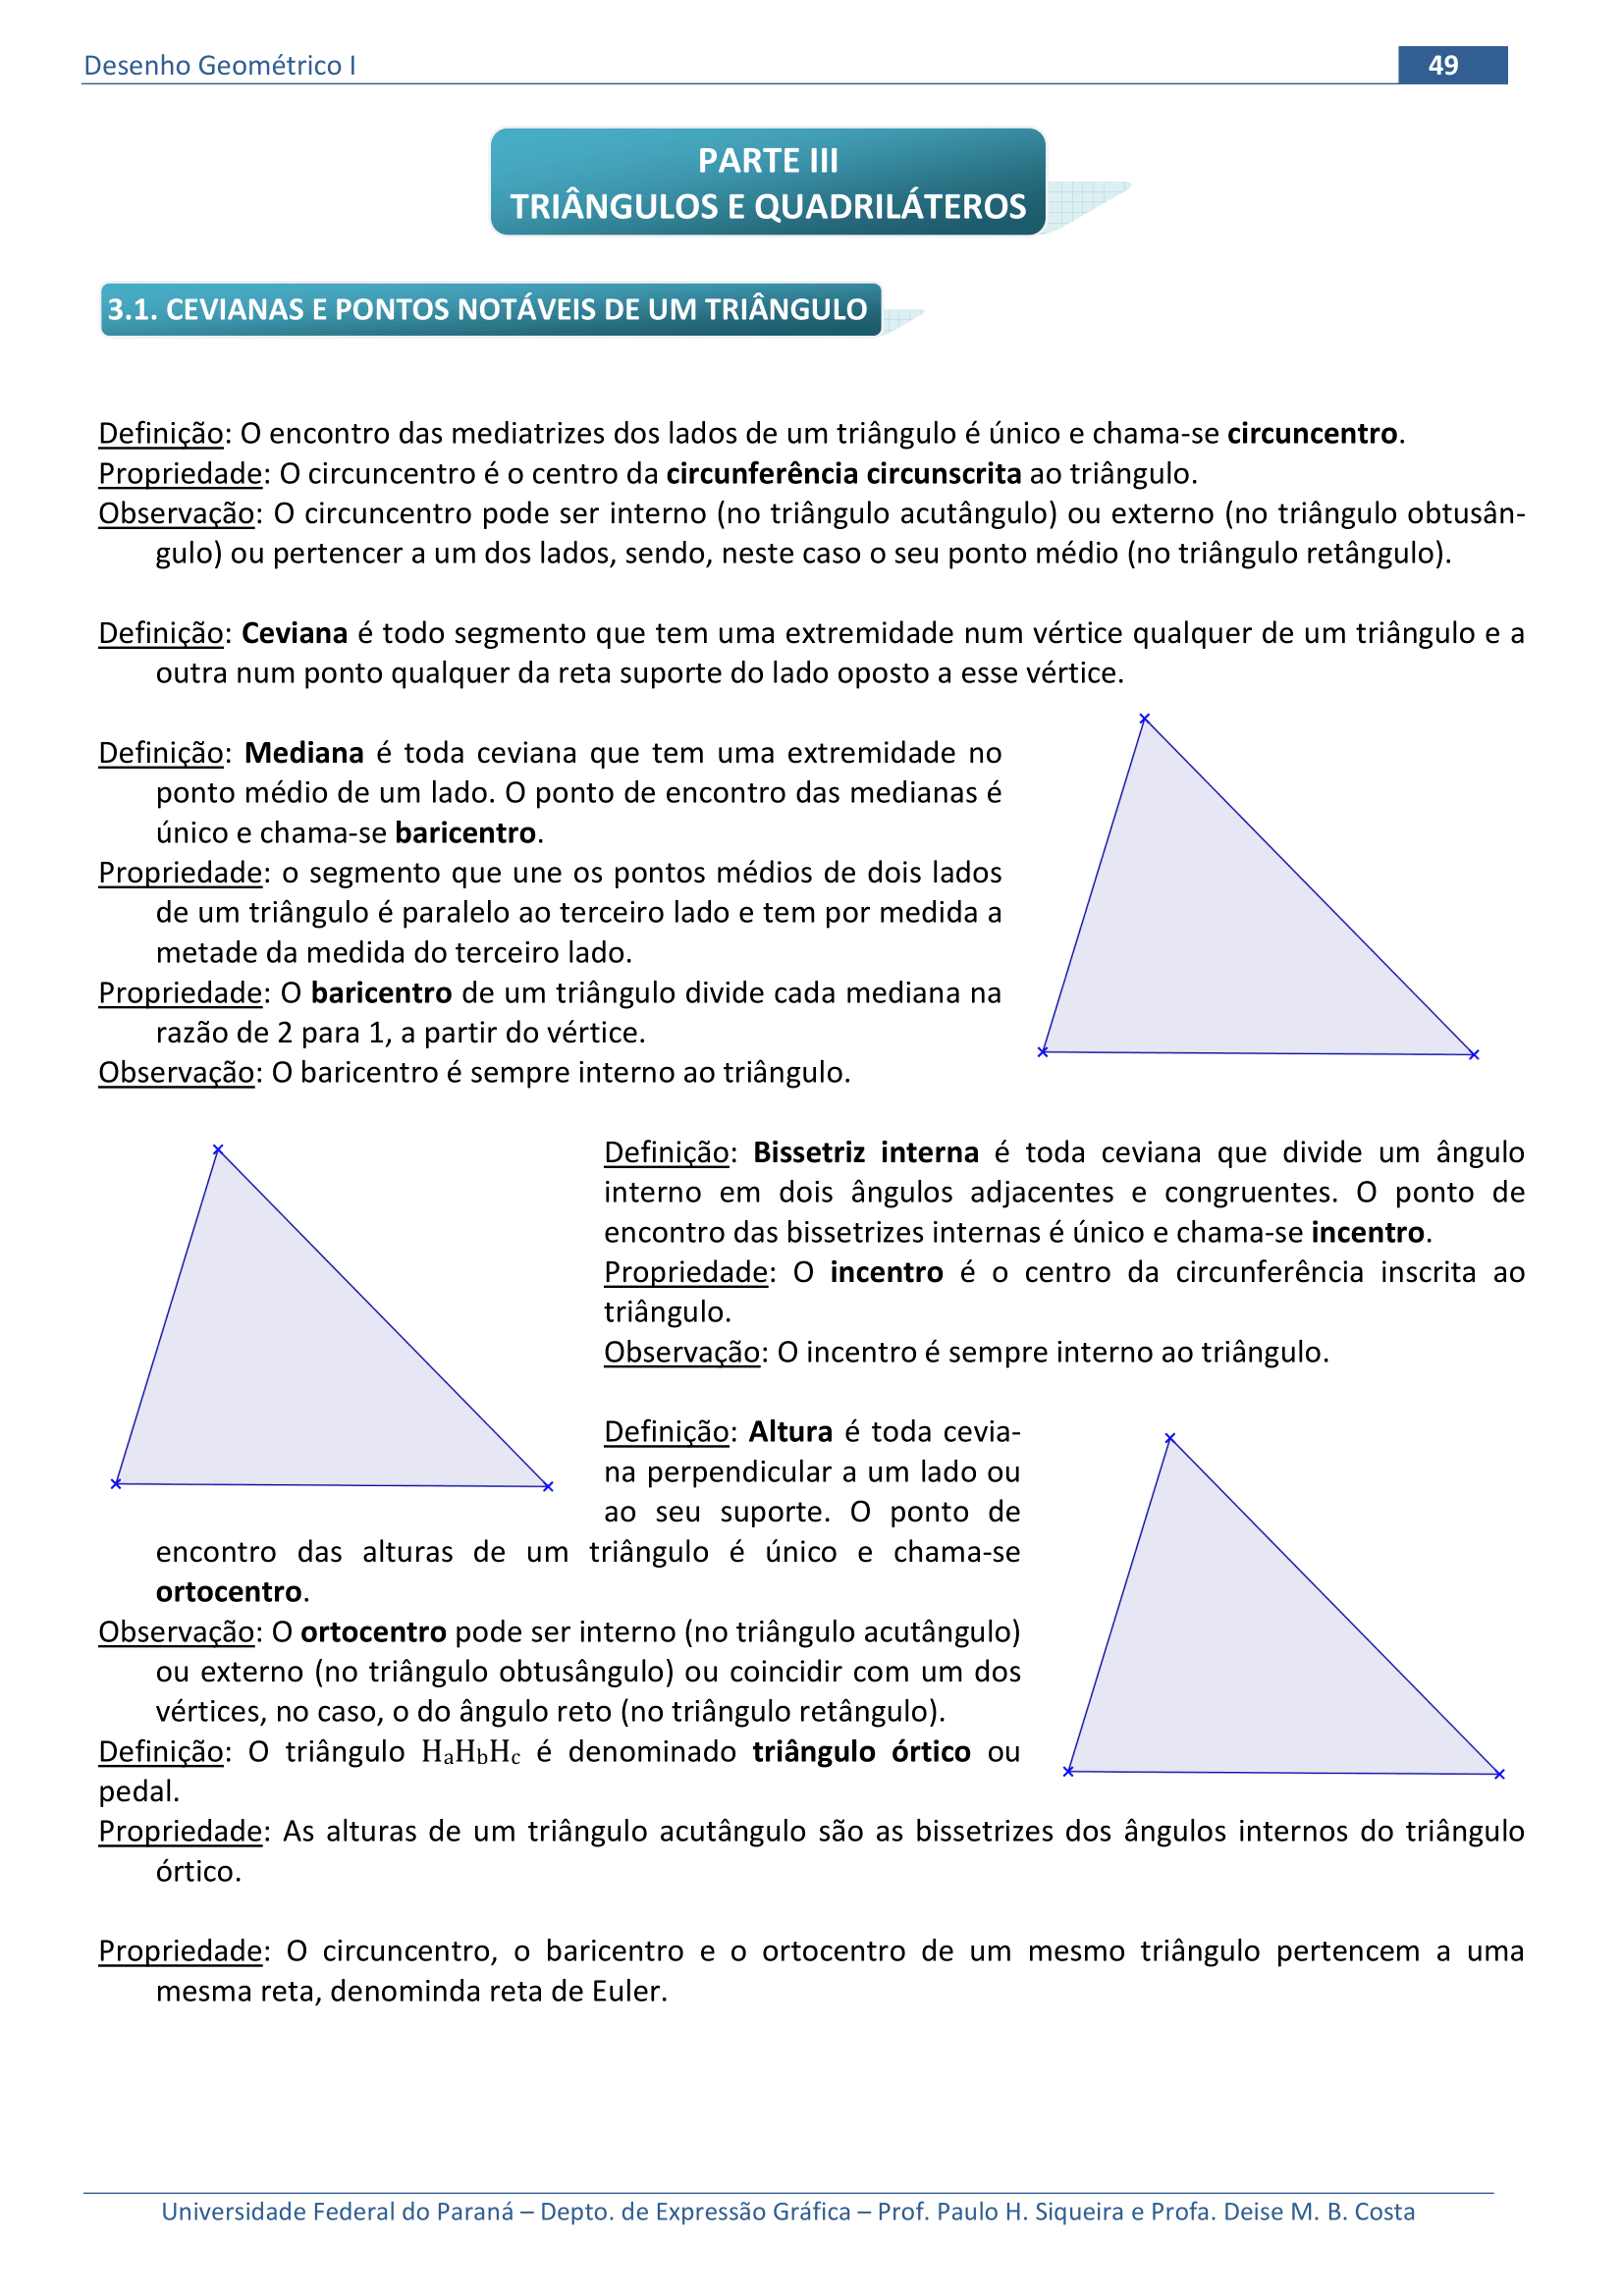 Desenho Geométrico I
49
PARTE III
TRIÂNGULOS E QUADRILÁTEROS
3.1. CEVIANAS E PONTOS NOTÁVEIS DE UM TRIÂNGULO
Definição: O encontro das mediatrizes dos lados de um triângulo é único e chama-se circuncentro.
Propriedade: O circuncentro é o centro da circunferência circunscrita ao triângulo.
Observação: O circuncentro pode ser interno (no triângulo acutângulo) ou externo (no triângulo obtusân-
gulo) ou pertencer a um dos lados, sendo, neste caso o seu ponto médio (no triângulo retângulo).
Definição: Ceviana é todo segmento que tem uma extremidade num vértice qualquer de um triângulo e a
outra num ponto qualquer da reta suporte do lado oposto a esse vértice.
Definição: Mediana é toda ceviana que tem uma extremidade no
ponto médio de um lado. O ponto de encontro das medianas é
único e chama-se baricentro.
Propriedade: o segmento que une os pontos médios de dois lados
de um triângulo é paralelo ao terceiro lado e tem por medida a
metade da medida do terceiro lado.
Propriedade: O baricentro de um triângulo divide cada mediana na
razão de 2 para 1, a partir do vértice.
Observação: O baricentro é sempre interno ao triângulo.
Definição: Bissetriz interna é toda ceviana que divide um ângulo
interno em dois ângulos adjacentes e congruentes. O ponto de
encontro das bissetrizes internas é único e chama-se incentro.
Propriedade: O incentro é o centro da circunferência inscrita ao
triângulo.
Observação: O incentro é sempre interno ao triângulo.
Definição: Altura é toda cevia-
na perpendicular a um lado ou
ao seu suporte. O ponto de
encontro das alturas de um triângulo é único e chama-se
ortocentro.
Observação: O ortocentro pode ser interno (no triângulo acutângulo)
ou externo (no triângulo obtusângulo) ou coincidir com um dos
vértices, no caso, o do ângulo reto (no triângulo retângulo).
Definição: O triângulo HaHbHc é denominado triângulo órtico ou
pedal.
Propriedade: As alturas de um triângulo acutângulo são as bissetrizes dos ângulos internos do triângulo
órtico.
Propriedade: O circuncentro, o baricentro e o ortocentro de um mesmo triângulo pertencem a uma
mesma reta, denominda reta de Euler.
Universidade Federal do Paraná – Depto. de Expressão Gráfica – Prof. Paulo H. Siqueira e Profa. Deise M. B. Costa